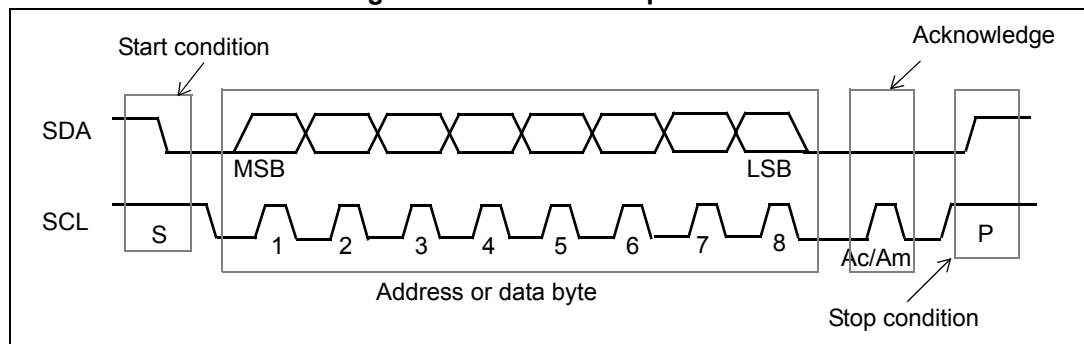 Start condition
Acknowledge
SDA
MSB
LSB
SCL
S
1 2 3 4 5 6 7 8
Ac/Am
P
Address or data byte
Stop condition